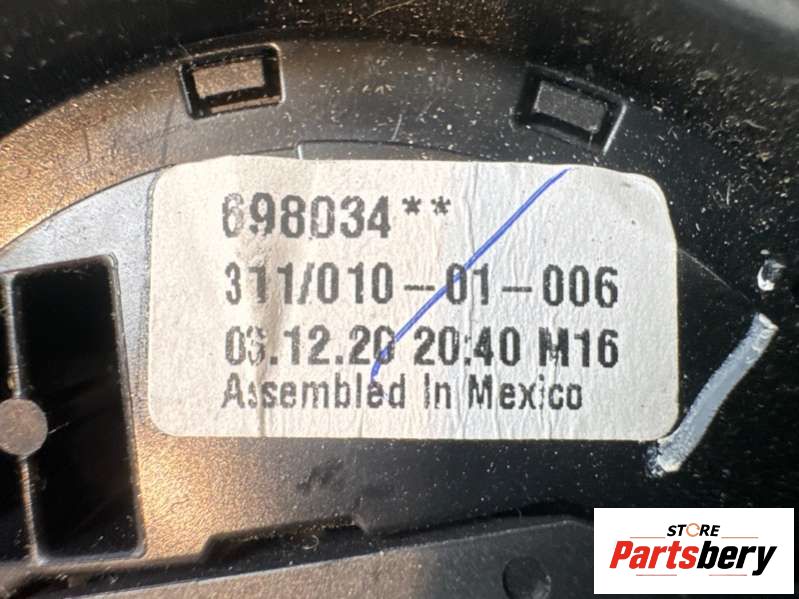 698034**
311/010-01-006
03.12.20 20:40 M16
Assembled In Mexico
STORE
Partsbery